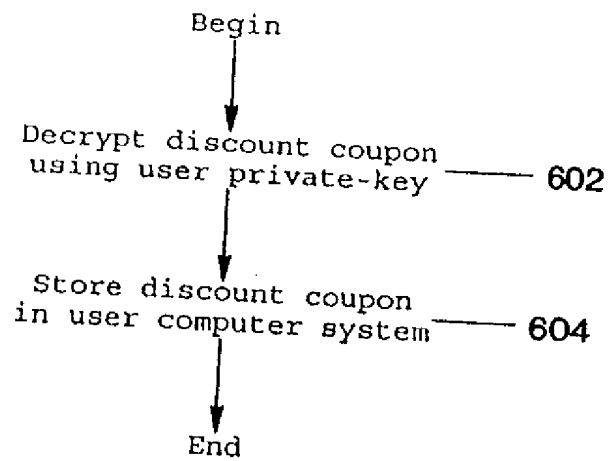 Begin
Decrypt discount coupon
using user private-key
602
Store discount coupon
in user computer system
604
End